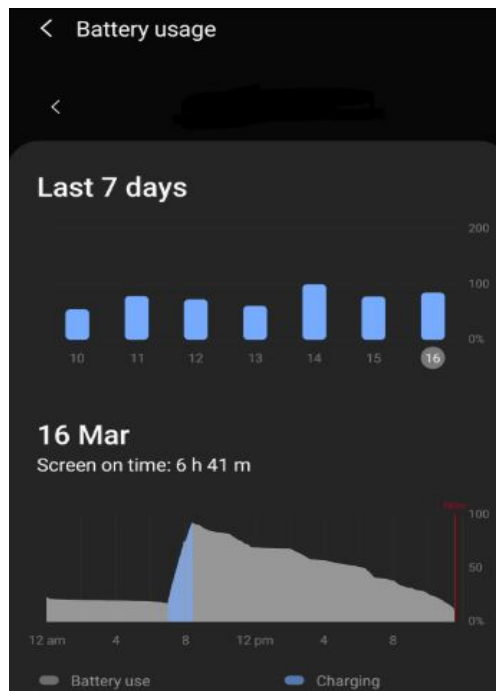 Battery usage
Last 7 days
200
100
0%
10 11 12 13 14 15 16
16 Mar
Screen on time: 6 h 41 m
Now
100
50
0%
12 am 4 8 12 pm 4 8
Battery use Charging